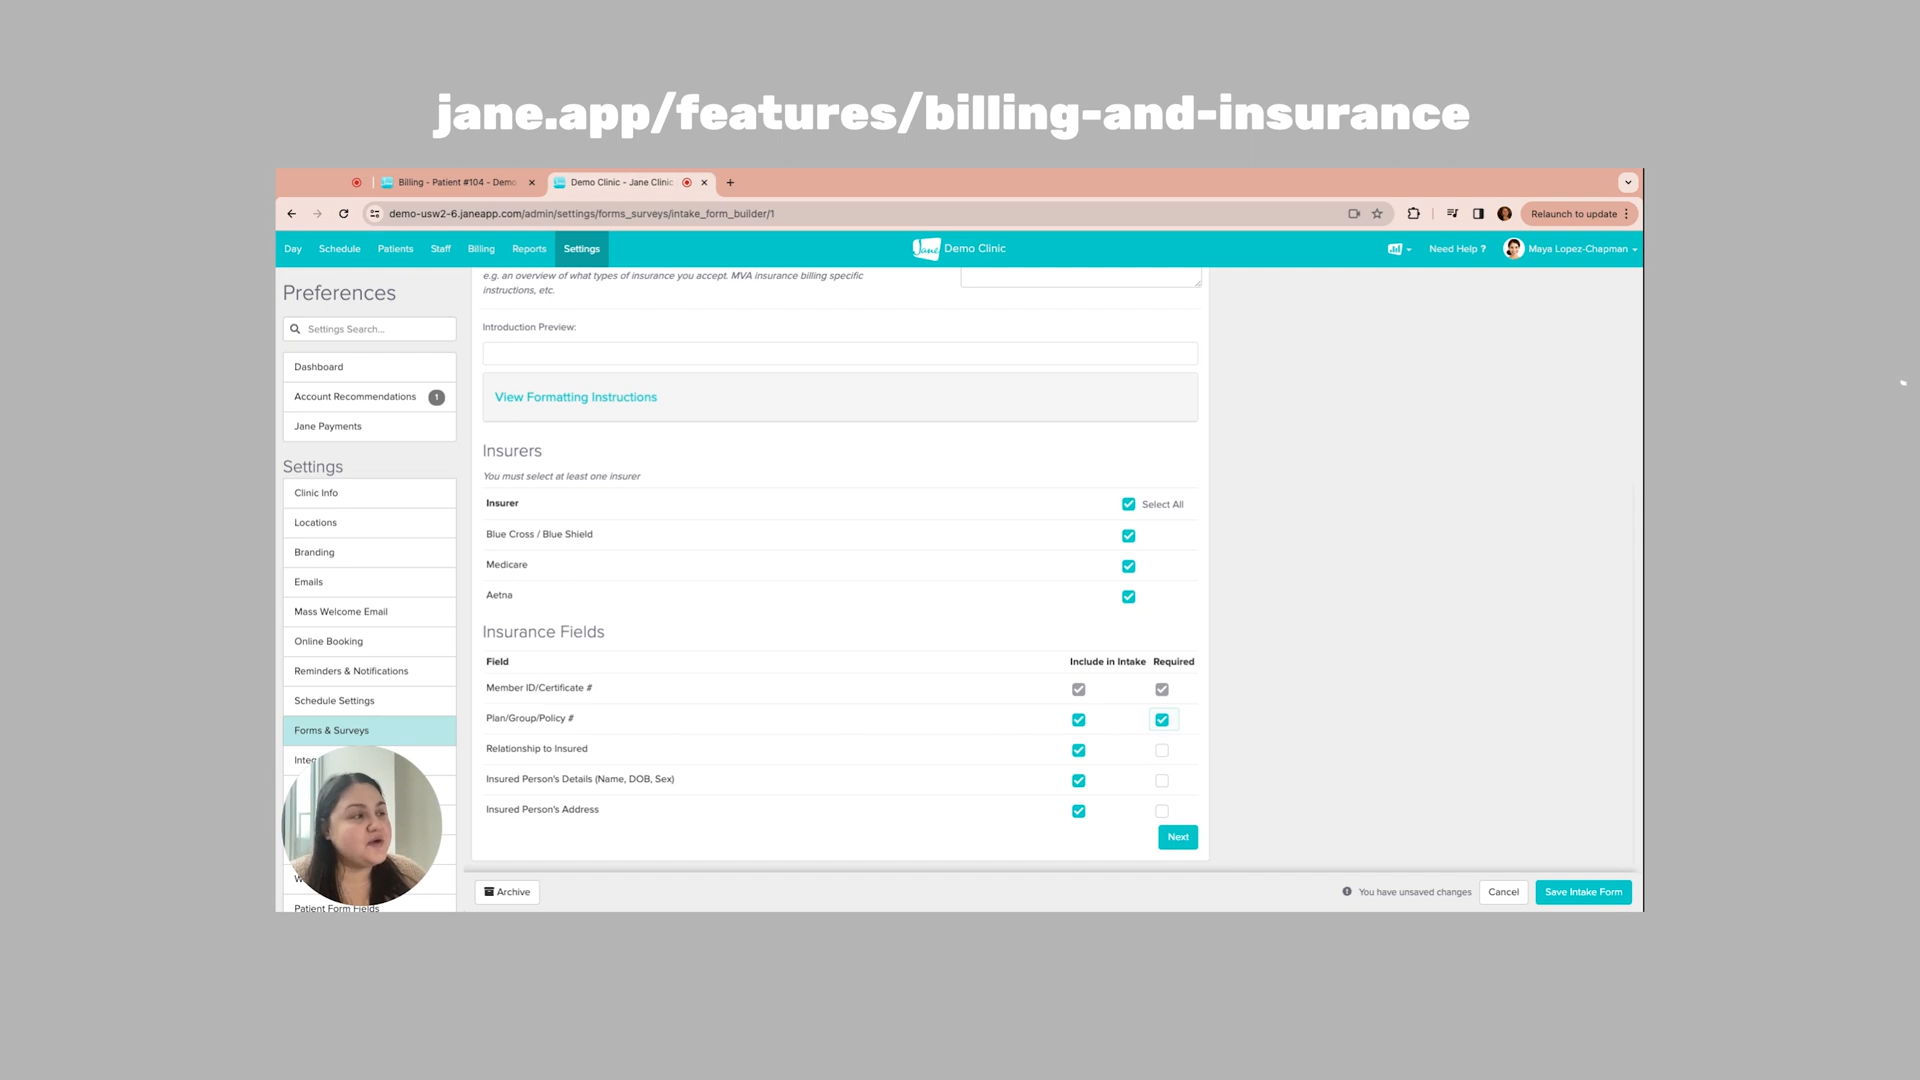 jane.app/features/billing-and-insurance
Billing - Patient #104 - Demo
Demo Clinic - Jane Clinic
demo-usw2-6.janeapp.com/admin/settings/forms_surveys/intake_form_builder/1
Relaunch to update
Day Schedule Patients Staff Billing Reports Settings
Jane Demo Clinic
Need Help ? Maya Lopez-Chapman
Preferences
Settings Search...
Dashboard
Account Recommendations 1
Jane Payments
Settings
Clinic Info
Locations
Branding
Emails
Mass Welcome Email
Online Booking
Reminders & Notifications
Schedule Settings
Forms & Surveys
Patient Form Fields
e.g. an overview of what types of insurance you accept. MVA insurance billing specific
instructions, etc.
Introduction Preview:
View Formatting Instructions
Insurers
You must select at least one insurer
Insurer Select All
Blue Cross / Blue Shield
Medicare
Aetna
Insurance Fields
Field Include in Intake Required
Member ID/Certificate #
Plan/Group/Policy #
Relationship to Insured
Insured Person's Details (Name, DOB, Sex)
Insured Person's Address
Next
Archive
You have unsaved changes Cancel Save Intake Form